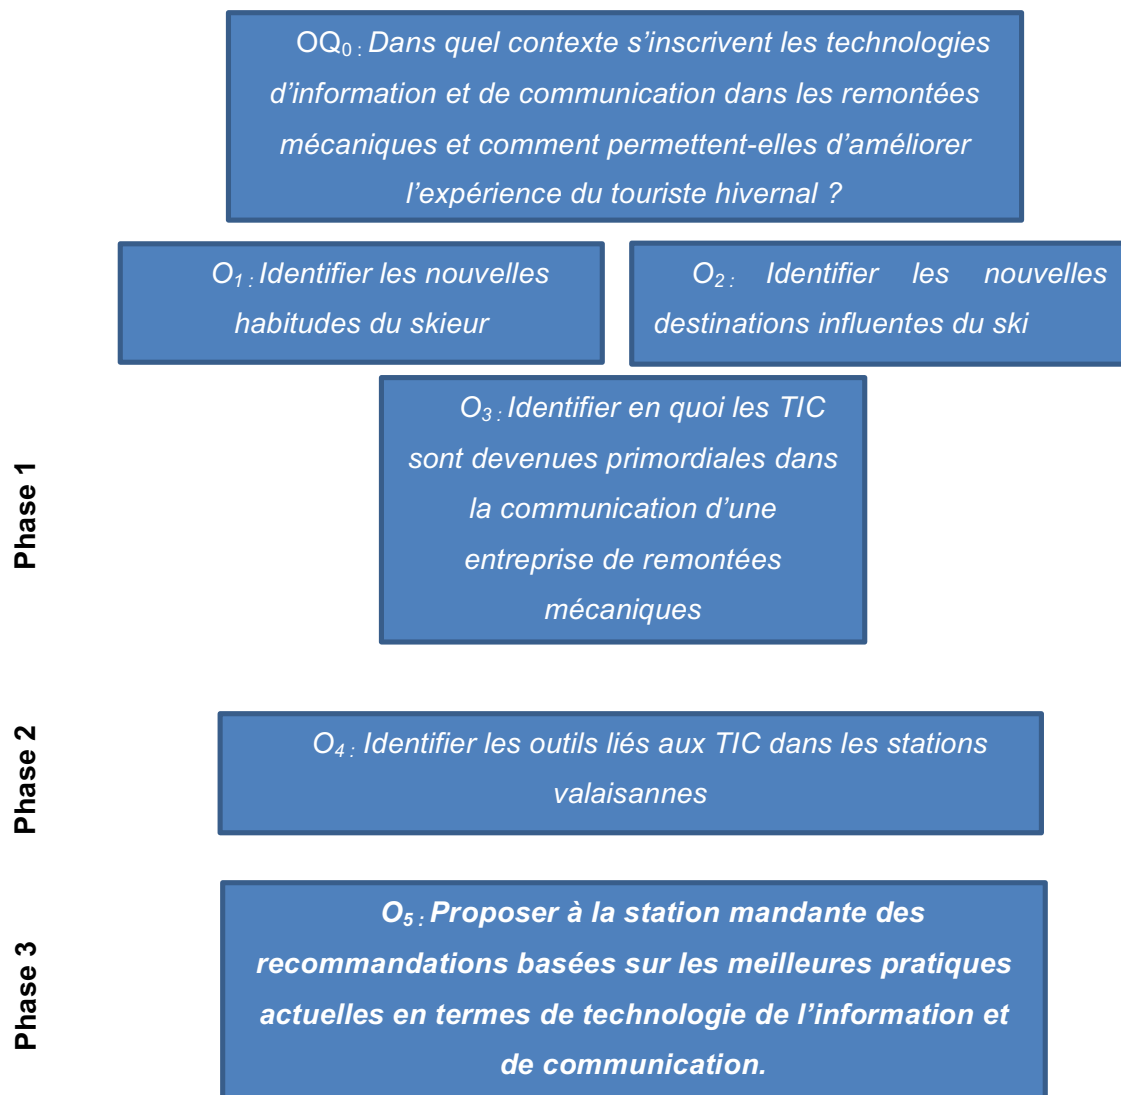 OQ0 : Dans quel contexte s’inscrivent les technologies
d’information et de communication dans les remontées
mécaniques et comment permettent-elles d’améliorer
l’expérience du touriste hivernal ?
O1 : Identifier les nouvelles
habitudes du skieur
O2 : Identifier les nouvelles
destinations influentes du ski
Phase 1
O3 : Identifier en quoi les TIC
sont devenues primordiales dans
la communication d’une
entreprise de remontées
mécaniques
Phase 2
O4 : Identifier les outils liés aux TIC dans les stations
valaisannes
Phase 3
O5 : Proposer à la station mandante des
recommandations basées sur les meilleures pratiques
actuelles en termes de technologie de l’information et
de communication.